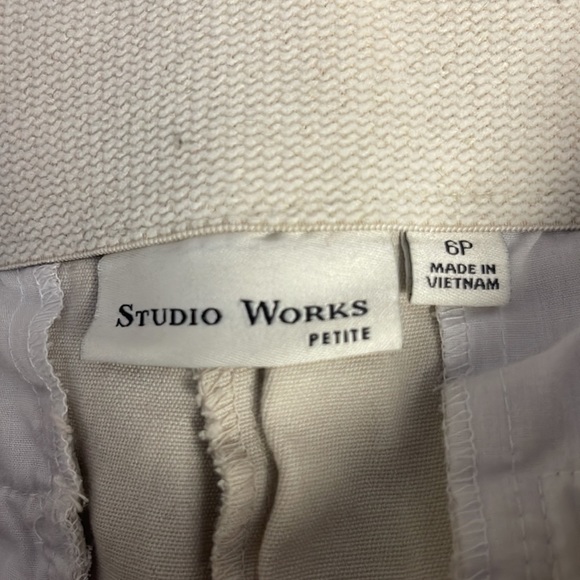 STUDIO WORKS
PETITE
6P
MADE IN
VIETNAM